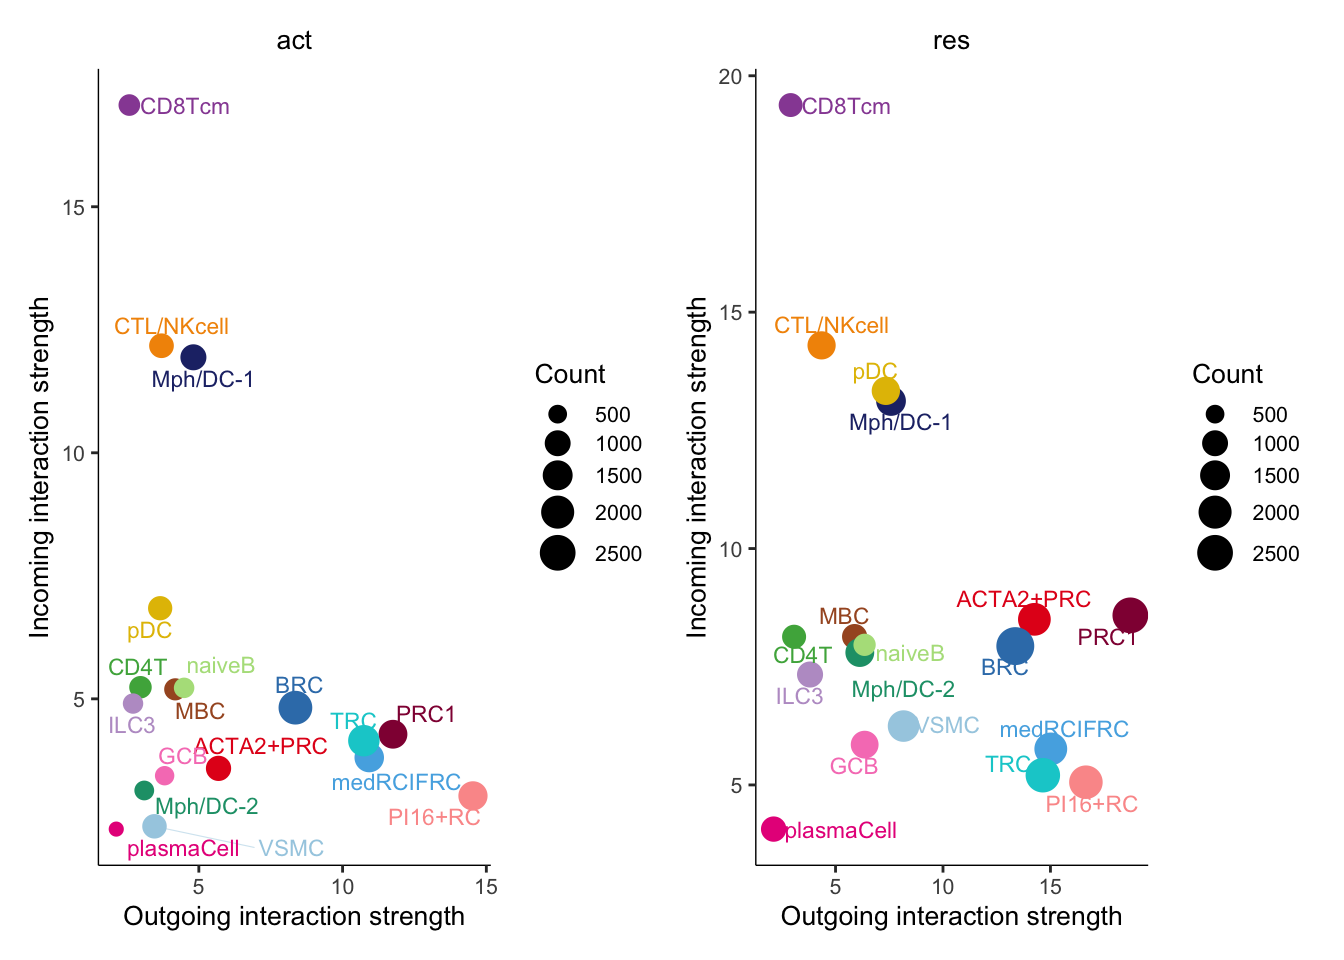 act
CD8Tcm
15
CTL/NKcell
Mph/DC-1
10
pDC
CD4T
naiveB
5
ILC3
MBC
BRC
TRC
PRC1
GCB
ACTA2+PRC
medRCIFRC
Mph/DC-2
PI16+RC
plasmaCell
VSMC
5
10
15
Incoming interaction strength
Outgoing interaction strength
Count
500
1000
1500
2000
2500
res
20
CD8Tcm
15
CTL/NKcell
pDC
Mph/DC-1
10
ACTA2+PRC
MBC
PRC1
CD4T
naiveB
BRC
ILC3
Mph/DC-2
VSMC
medRCIFRC
GCB
TRC
5
PI16+RC
plasmaCell
5
10
15
Incoming interaction strength
Outgoing interaction strength
Count
500
1000
1500
2000
2500